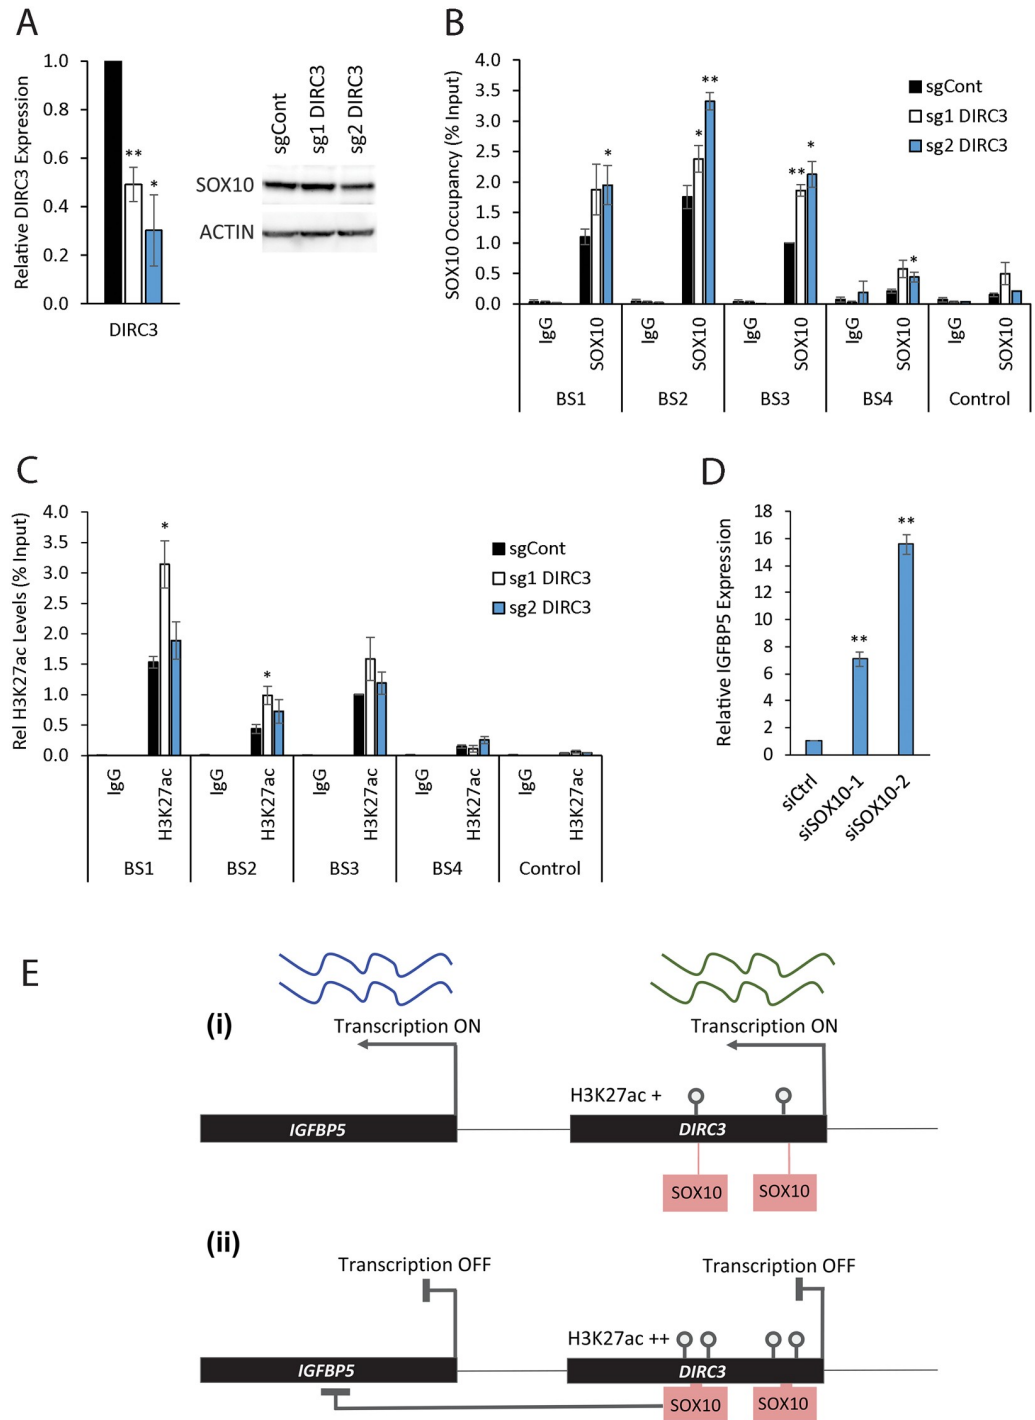 A
Relative DIRC3 Expression
1.0
0.8
0.6
0.4
0.2
0.0
**
*
DIRC3
sgCont
sg1 DIRC3
sg2 DIRC3
SOX10
ACTIN
B
SOX10 Occupancy (% Input)
4.0
3.5
3.0
2.5
2.0
1.5
1.0
0.5
0.0
*
*
**
**
*
*
sgCont
sg1 DIRC3
sg2 DIRC3
IgG
SOX10
IgG
SOX10
IgG
SOX10
IgG
SOX10
IgG
SOX10
BS1
BS2
BS3
BS4
Control
C
Rel H3K27ac Levels (% Input)
4.0
3.5
3.0
2.5
2.0
1.5
1.0
0.5
0.0
*
*
sgCont
sg1 DIRC3
sg2 DIRC3
IgG
H3K27ac
IgG
H3K27ac
IgG
H3K27ac
IgG
H3K27ac
IgG
H3K27ac
BS1
BS2
BS3
BS4
Control
D
Relative IGFBP5 Expression
18
16
14
12
10
8
6
4
2
0
**
**
siCtrl
siSOX10-1
siSOX10-2
E
(i)
Transcription ON
Transcription ON
H3K27ac +
IGFBP5
DIRC3
SOX10
SOX10
(ii)
Transcription OFF
Transcription OFF
H3K27ac ++
IGFBP5
DIRC3
SOX10
SOX10